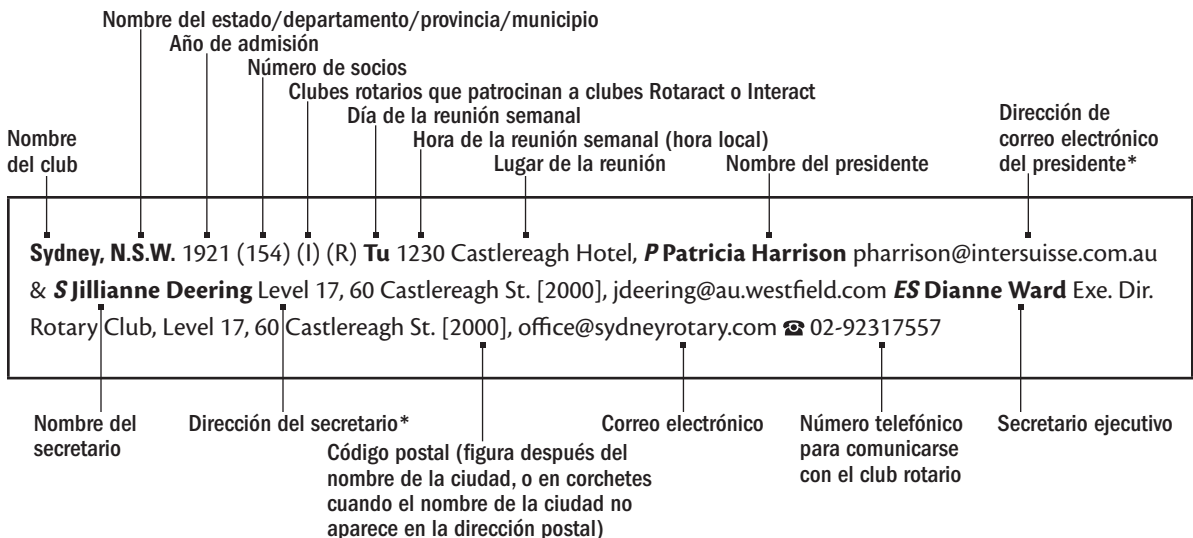 Nombre del estado/departamento/provincia/municipio
Año de admisión
Número de socios
Clubes rotarios que patrocinan a clubes Rotaract o Interact
Día de la reunión semanal
Hora de la reunión semanal (hora local)
Lugar de la reunión
Nombre
del club
Nombre del presidente
Dirección de
correo electrónico
del presidente*
Sydney, N.S.W. 1921 (154) (I) (R) Tu 1230 Castlereagh Hotel, P Patricia Harrison pharrison@intersuisse.com.au
& S Jillianne Deering Level 17, 60 Castlereagh St. [2000], jdeering@au.westfield.com ES Dianne Ward Exe. Dir.
Rotary Club, Level 17, 60 Castlereagh St. [2000], office@sydneyrotary.com ☎ 02-92317557
Nombre del
secretario
Dirección del secretario*
Código postal (figura después del
nombre de la ciudad, o en corchetes
cuando el nombre de la ciudad no
aparece en la dirección postal)
Correo electrónico
Número telefónico
para comunicarse
con el club rotario
Secretario ejecutivo